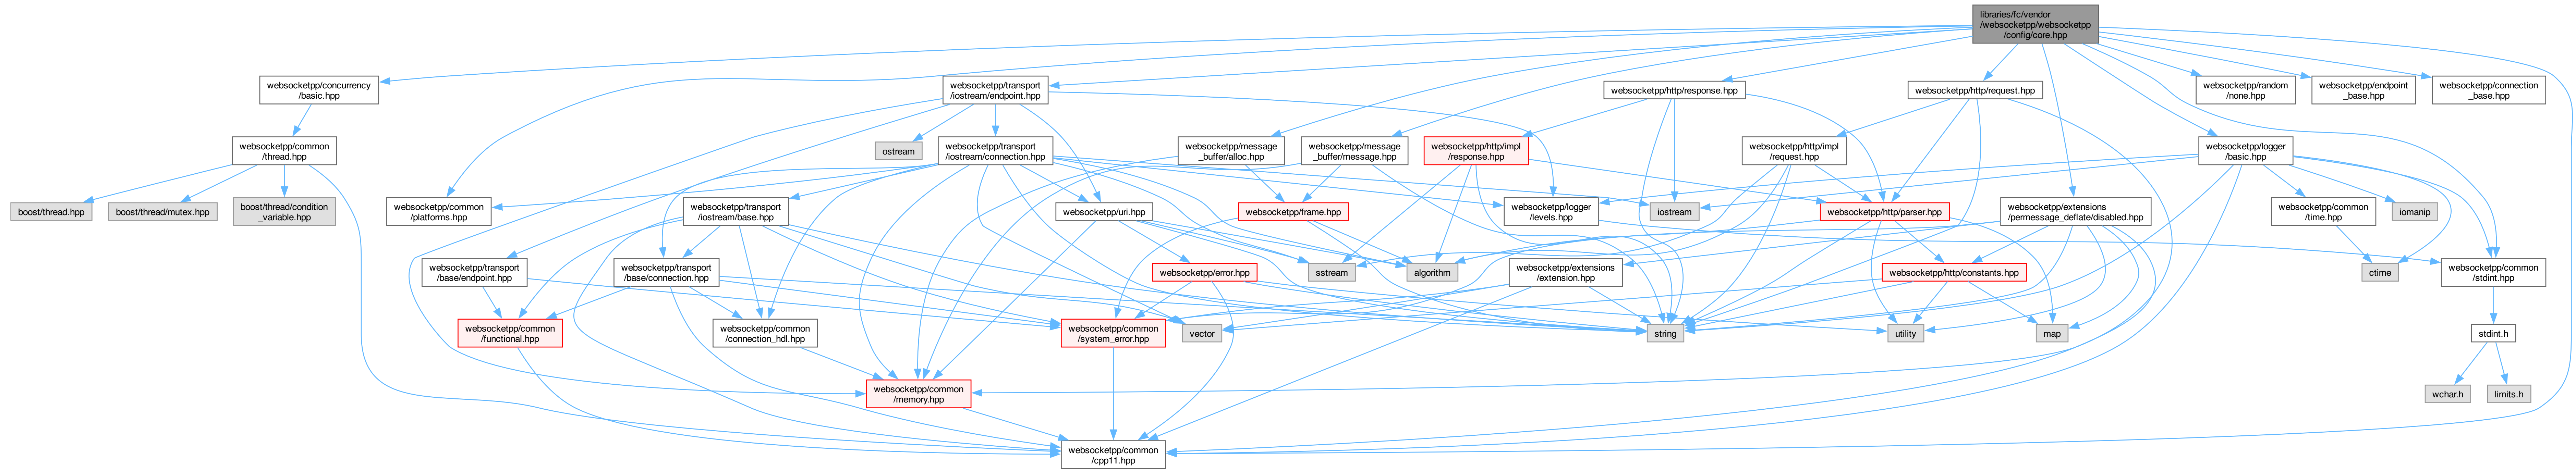 libraries/fc/vendor
/websocketpp/websocketpp
/config/core.hpp
websocketpp/concurrency
/basic.hpp
websocketpp/transport
/iostream/endpoint.hpp
websocketpp/http/response.hpp
websocketpp/http/request.hpp
websocketpp/random
/none.hpp
websocketpp/endpoint
_base.hpp
websocketpp/connection
_base.hpp
websocketpp/common
/thread.hpp
ostream
websocketpp/transport
/iostream/connection.hpp
websocketpp/message
_buffer/alloc.hpp
websocketpp/message
_buffer/message.hpp
websocketpp/http/impl
/response.hpp
websocketpp/http/impl
/request.hpp
websocketpp/logger
/basic.hpp
boost/thread.hpp
boost/thread/mutex.hpp
boost/thread/condition
_variable.hpp
websocketpp/common
/platforms.hpp
websocketpp/transport
/iostream/base.hpp
iostream
websocketpp/uri.hpp
websocketpp/frame.hpp
websocketpp/logger
/levels.hpp
websocketpp/http/parser.hpp
websocketpp/extensions
/permessage_deflate/disabled.hpp
websocketpp/common
/time.hpp
iomanip
websocketpp/transport
/base/endpoint.hpp
websocketpp/transport
/base/connection.hpp
websocketpp/error.hpp
sstream
algorithm
websocketpp/extensions
/extension.hpp
websocketpp/http/constants.hpp
ctime
websocketpp/common
/stdint.hpp
websocketpp/common
/functional.hpp
websocketpp/common
/connection_hdl.hpp
websocketpp/common
/system_error.hpp
vector
string
utility
map
stdint.h
websocketpp/common
/memory.hpp
wchar.h
limits.h
websocketpp/common
/cpp11.hpp